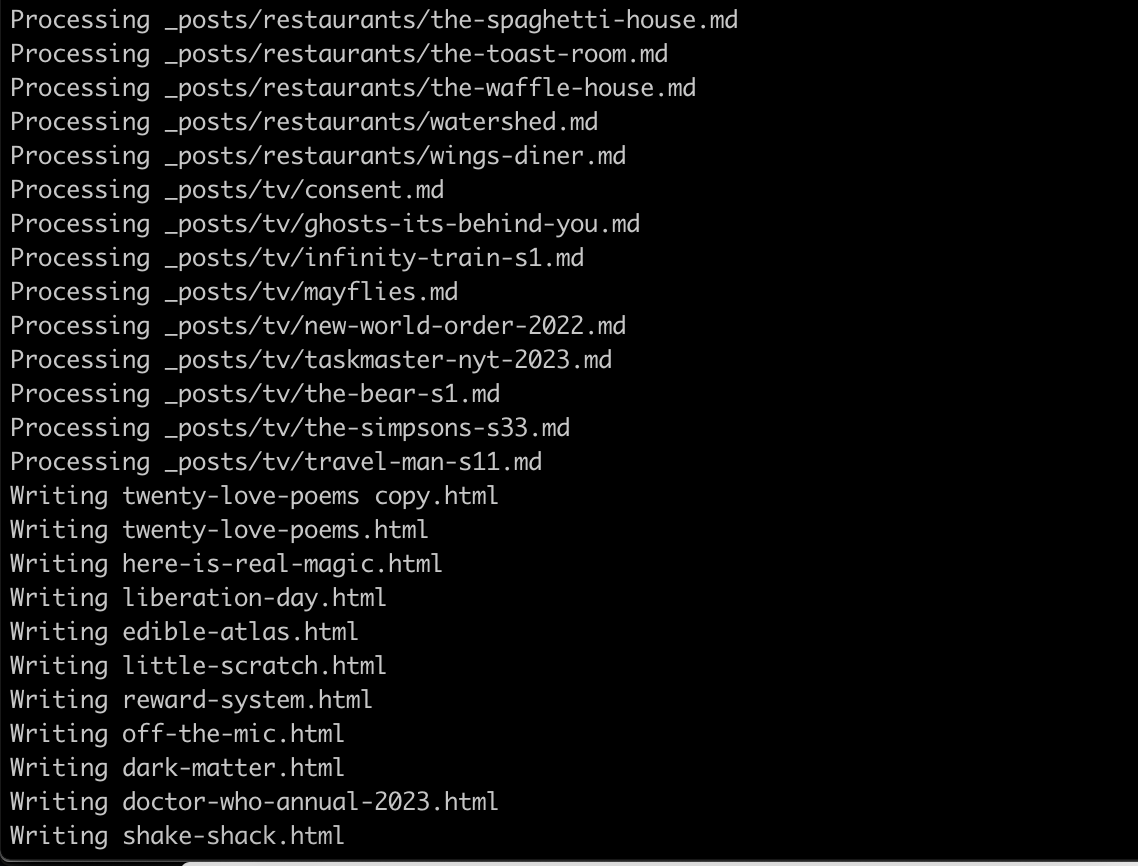 Processing _posts/restaurants/the-spaghetti-house.md
Processing _posts/restaurants/the-toast-room.md
Processing _posts/restaurants/the-waffle-house.md
Processing _posts/restaurants/watershed.md
Processing _posts/restaurants/wings-diner.md
Processing _posts/tv/consent.md
Processing _posts/tv/ghosts-its-behind-you.md
Processing _posts/tv/infinity-train-s1.md
Processing _posts/tv/mayflies.md
Processing _posts/tv/new-world-order-2022.md
Processing _posts/tv/taskmaster-nyt-2023.md
Processing _posts/tv/the-bear-s1.md
Processing _posts/tv/the-simpsons-s33.md
Processing _posts/tv/travel-man-s11.md
Writing twenty-love-poems copy.html
Writing twenty-love-poems.html
Writing here-is-real-magic.html
Writing liberation-day.html
Writing edible-atlas.html
Writing little-scratch.html
Writing reward-system.html
Writing off-the-mic.html
Writing dark-matter.html
Writing doctor-who-annual-2023.html
Writing shake-shack.html